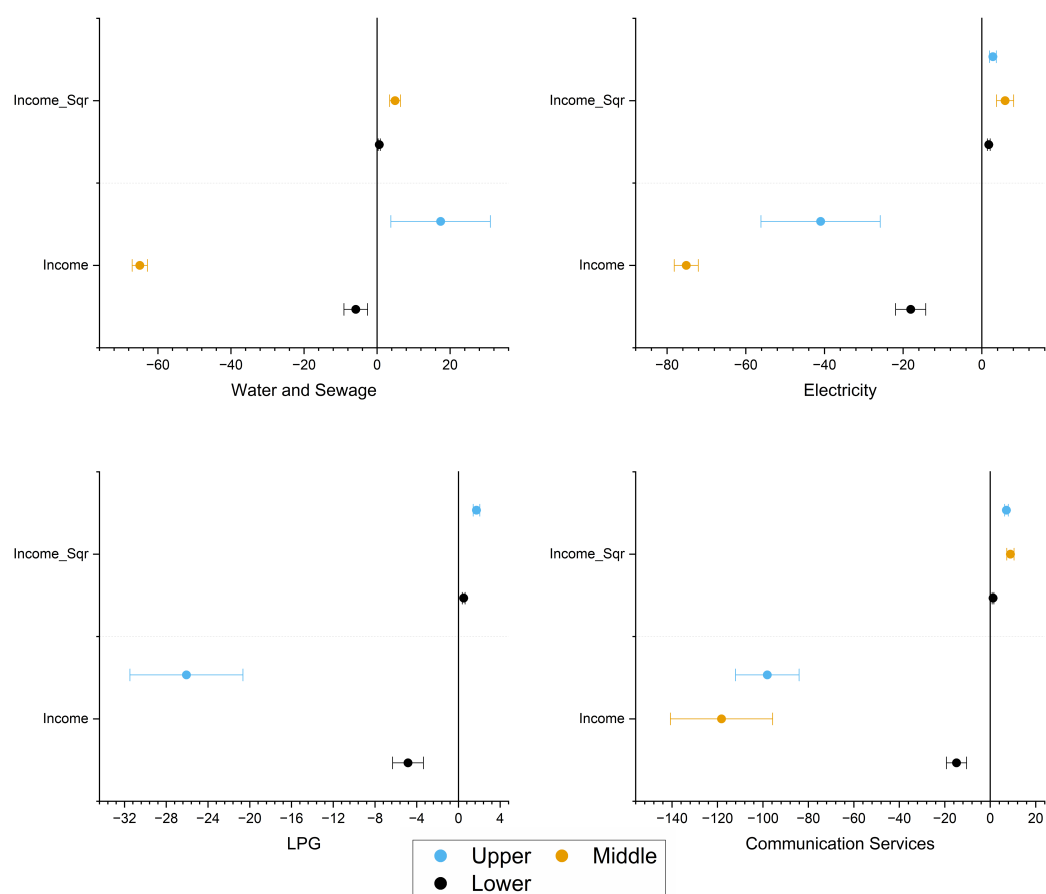 Income_Sqr
Income
−60 −40 −20 0 20
Water and Sewage
Income_Sqr
Income
−80 −60 −40 −20 0
Electricity
Income_Sqr
Income
−32 −28 −24 −20 −16 −12 −8 −4 0 4
LPG
Income_Sqr
Income
−140 −120 −100 −80 −60 −40 −20 0 20
Communication Services
Upper Middle
Lower